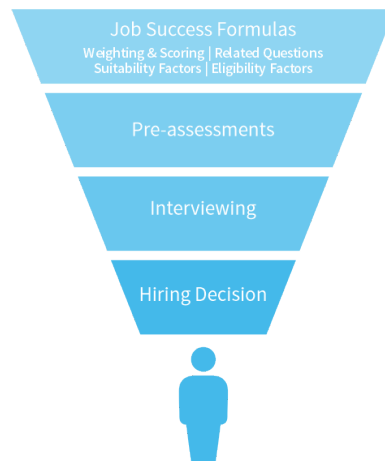 Job Success Formulas
Weighting & Scoring | Related Questions
Suitability Factors | Eligibility Factors
Pre-assessments
Interviewing
Hiring Decision